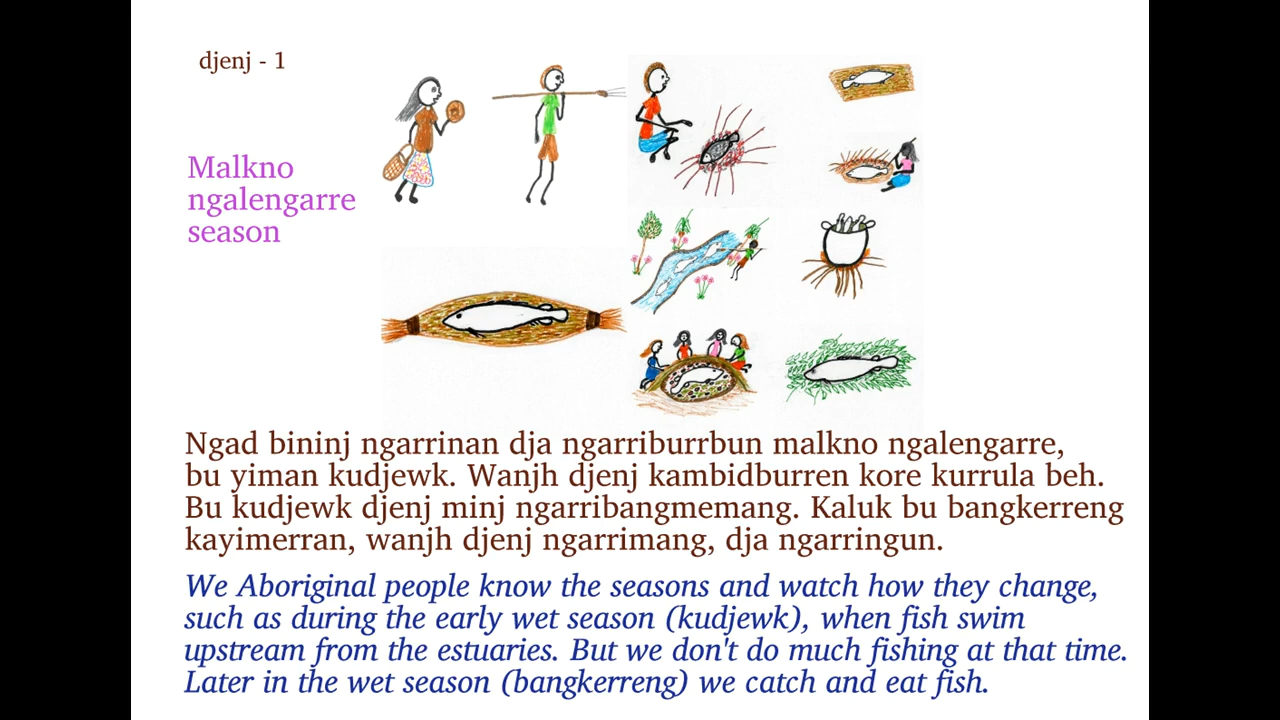 djenj - 1
Malkno
ngalengarre
season
Ngad bininj ngarrinan dja ngarriburrbun malkno ngalengarre,
bu yiman kudjewk. Wanjh djenj kambidburren kore kurrula beh.
Bu kudjewk djenj minj ngarribangmemang. Kaluk bu bangkerreng
kayimerran, wanjh djenj ngarrimang, dja ngarringun.
We Aboriginal people know the seasons and watch how they change,
such as during the early wet season (kudjewk), when fish swim
upstream from the estuaries. But we don't do much fishing at that time.
Later in the wet season (bangkerreng) we catch and eat fish.